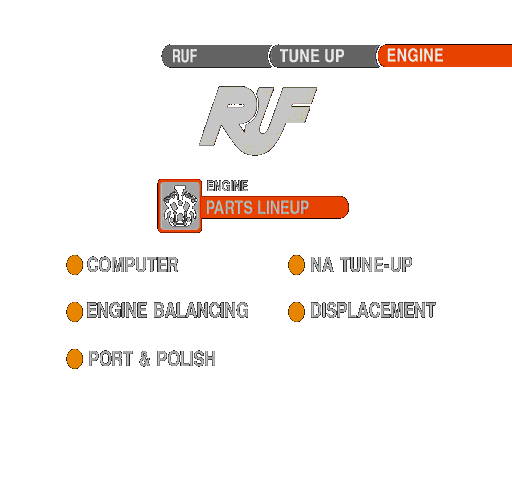 RUF TUNE UP ENGINE
RUF
ENGINE
PARTS LINEUP
COMPUTER NA TUNE-UP
ENGINE BALANCING DISPLACEMENT
PORT & POLISH